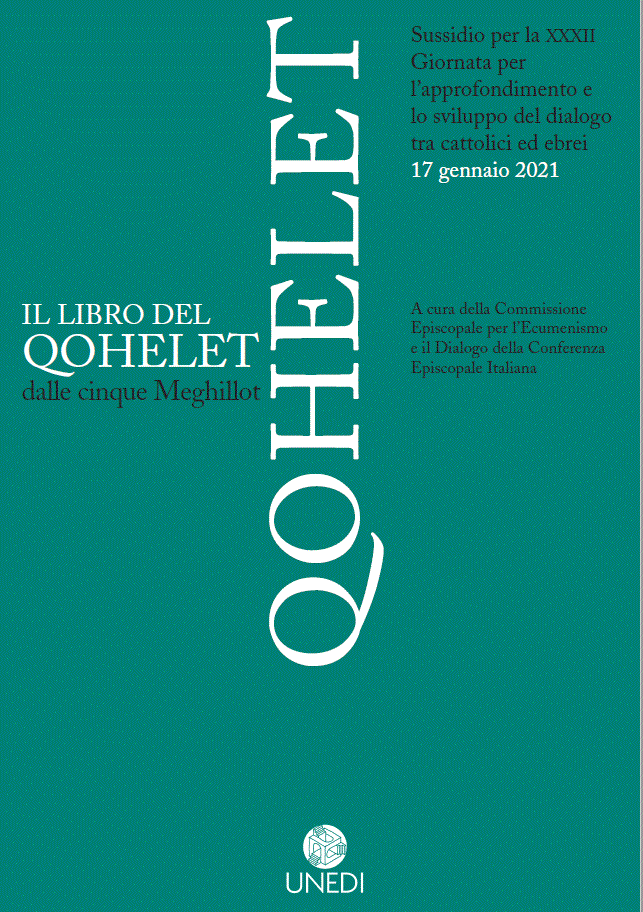 Sussidio per la XXXII
Giornata per
l'approfondimento e
lo sviluppo del dialogo
tra cattolici ed ebrei
17 gennaio 2021
QOHELET
IL LIBRO DEL
QOHELET
dalle cinque Meghillot
A cura della Commissione
Episcopale per l'Ecumenismo
e il Dialogo della Conferenza
Episcopale Italiana
UNEDI